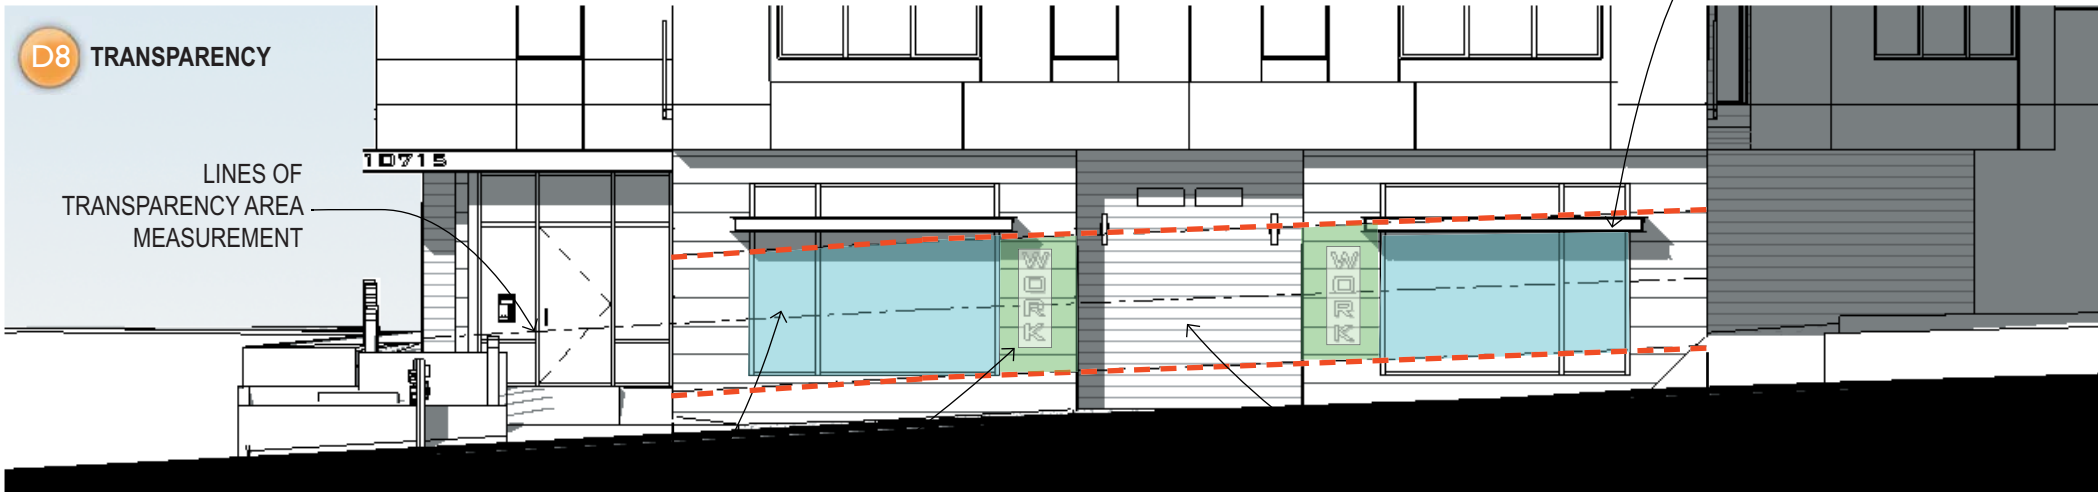 D8 TRANSPARENCY
10715
LINES OF
TRANSPARENCY AREA
MEASUREMENT
WORK
WORK